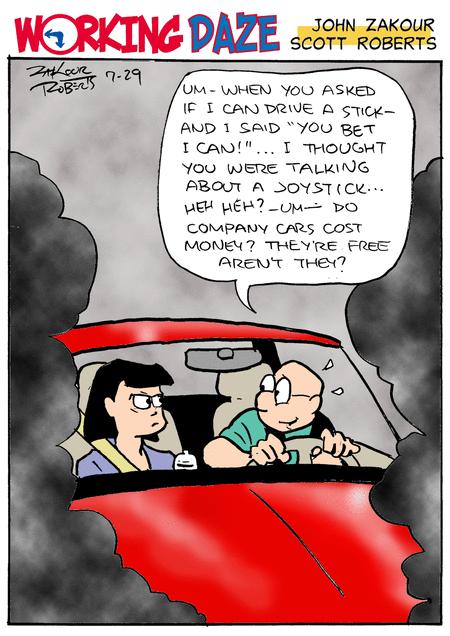 WORKING DAZE
JOHN ZAKOUR
SCOTT ROBERTS
ZAKOUR
ROBERTS
7-29
UM- WHEN YOU ASKED
IF I CAN DRIVE A STICK-
AND I SAID "YOU BET
I CAN!"... I THOUGHT
YOU WERE TALKING
ABOUT A JOYSTICK...
HEH HEH? -UM- DO
COMPANY CARS COST
MONEY? THEY'RE FREE
AREN'T THEY?